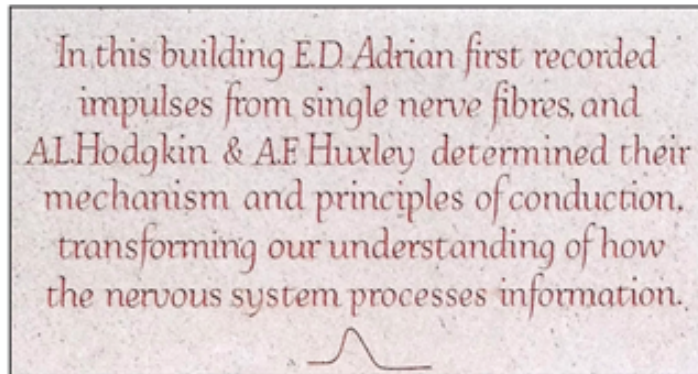 In this building E.D. Adrian first recorded
impulses from single nerve fibres, and
A.L.Hodgkin & A.F. Huxley determined their
mechanism and principles of conduction,
transforming our understanding of how
the nervous system processes information.